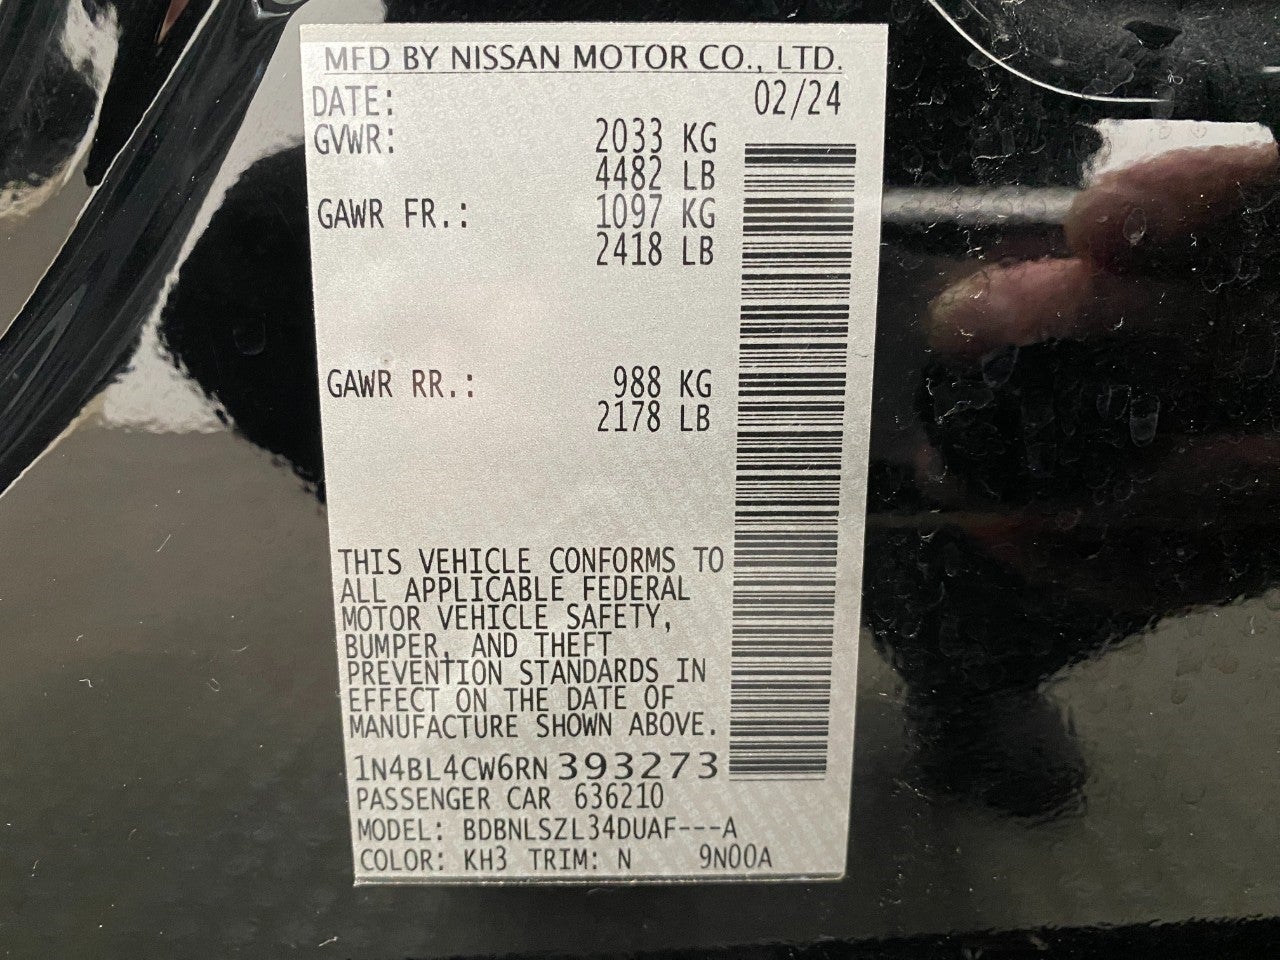 MFD BY NISSAN MOTOR CO., LTD.
DATE: 02/24
GVWR: 2033 KG
4482 LB
GAWR FR.: 1097 KG
2418 LB
GAWR RR.: 988 KG
2178 LB
THIS VEHICLE CONFORMS TO
ALL APPLICABLE FEDERAL
MOTOR VEHICLE SAFETY,
BUMPER, AND THEFT
PREVENTION STANDARDS IN
EFFECT ON THE DATE OF
MANUFACTURE SHOWN ABOVE.
1N4BL4CW6RN393273
PASSENGER CAR 636210
MODEL: BDBNLSZL34DUAF---A
COLOR: KH3 TRIM: N 9N00A